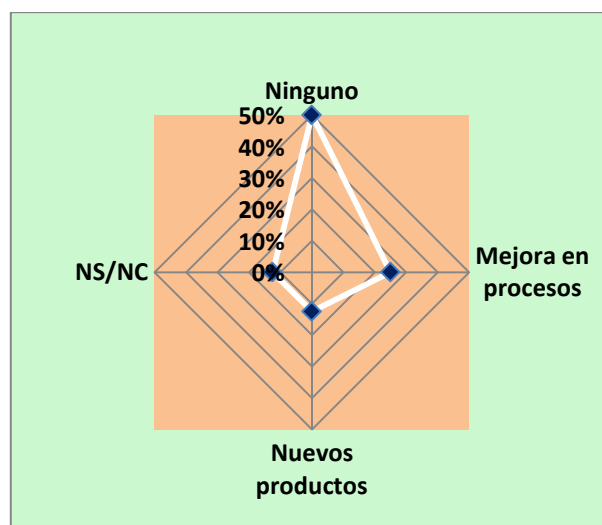 Ninguno
50%
40%
30%
20%
10%
0%
NS/NC
Mejora en
procesos
Nuevos
productos